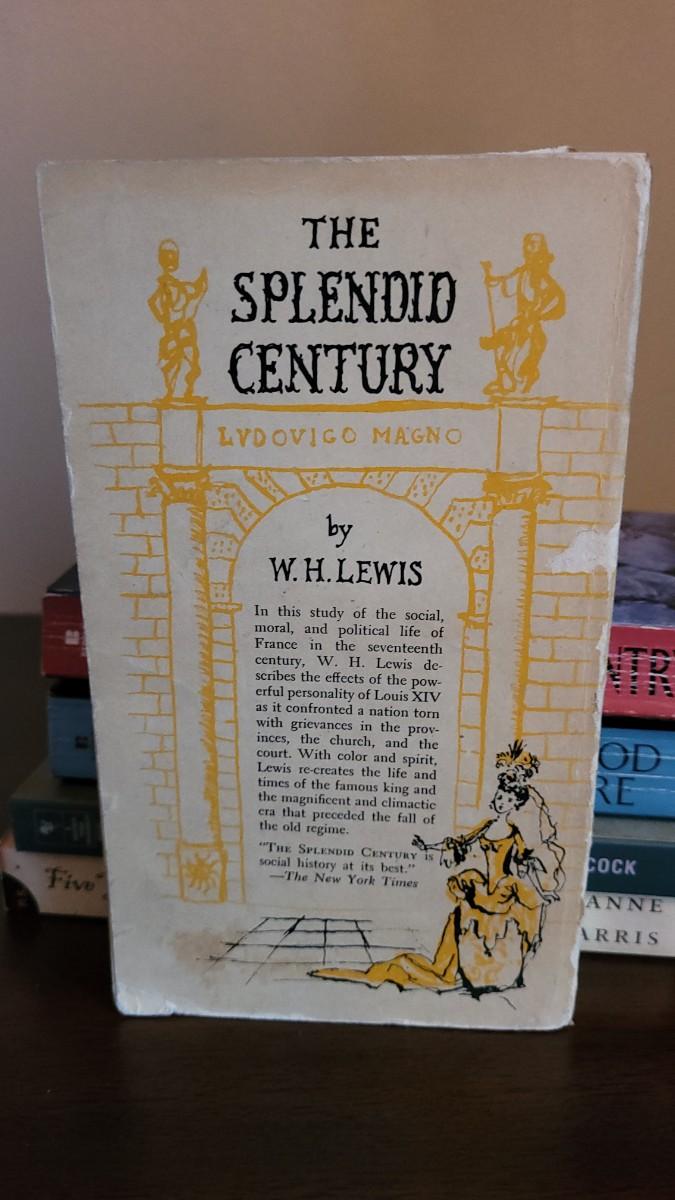 THE
SPLENDID
CENTURY
LVDOVICO MAGNO
by
W. H. LEWIS
In this study of the social,
moral, and political life of
France in the seventeenth
century, W. H. Lewis de-
scribes the effects of the pow-
erful personality of Louis XIV
as it confronted a nation torn
with grievances in the prov-
inces, the church, and the
court. With color and spirit,
Lewis re-creates the life and
times of the famous king and
the magnificent and climactic
era that preceded the fall of
the old regime.
"THE SPLENDID CENTURY is
social history at its best."
—The New York Times
Five
NTR
OD
RE
COCK
ANNE
ARRIS